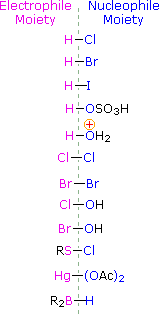 Electrophile Nucleophile
Moiety Moiety
H–Cl
H–Br
H–I
H–OSO₃H
⊕
H–OH₂
Cl–Cl
Br–Br
Cl–OH
Br–OH
RS–Cl
Hg–(OAc)₂
R₂B–H